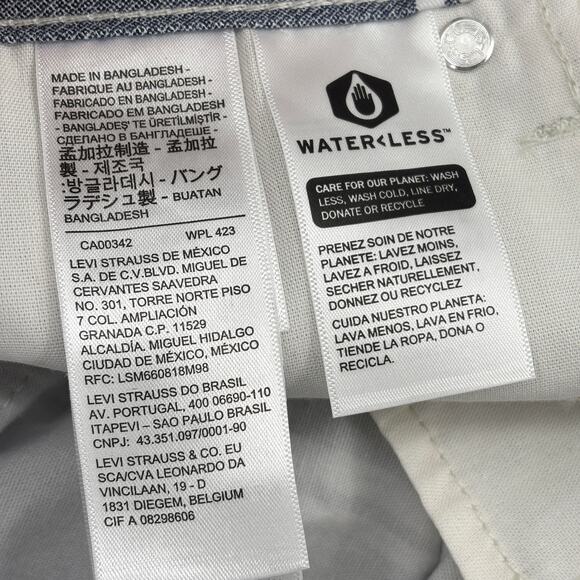 MADE IN BANGLADESH -
FABRIQUE AU BANGLADESH -
FABRICADO EN BANGLADESH -
FABRICADO EM BANGLADESH
- BANGLADEŞ' TE ÜRETİLMİŞTİR -
СДЕЛАНО В БАНГЛАДЕШЕ -
孟加拉制造 - 孟加拉
製 - 제조국
:방글라데시 - バング
ラデシュ製 - BUATAN
BANGLADESH
CA00342 WPL 423
LEVI STRAUSS DE MÉXICO
S.A. DE C.V.BLVD. MIGUEL DE
CERVANTES SAAVEDRA
NO. 301, TORRE NORTE PISO
7 COL. AMPLIACIÓN
GRANADA C.P. 11529
ALCALDÍA. MIGUEL HIDALGO
CIUDAD DE MÉXICO, MÉXICO
RFC: LSM660818M98
LEVI STRAUSS DO BRASIL
AV. PORTUGAL, 400 06690-110
ITAPEVI – SAO PAULO BRASIL
CNPJ: 43.351.097/0001-90
LEVI STRAUSS & CO. EU
SCA/CVA LEONARDO DA
VINCILAAN, 19 - D
1831 DIEGEM, BELGIUM
CIF A 08298606
WATER<LESS™
CARE FOR OUR PLANET: WASH
LESS, WASH COLD, LINE DRY,
DONATE OR RECYCLE
PRENEZ SOIN DE NOTRE
PLANETE: LAVEZ MOINS,
LAVEZ A FROID, LAISSEZ
SECHER NATURELLEMENT,
DONNEZ OU RECYCLEZ
CUIDA NUESTRO PLANETA:
LAVA MENOS, LAVA EN FRIO,
TIENDE LA ROPA, DONA O
RECICLA.